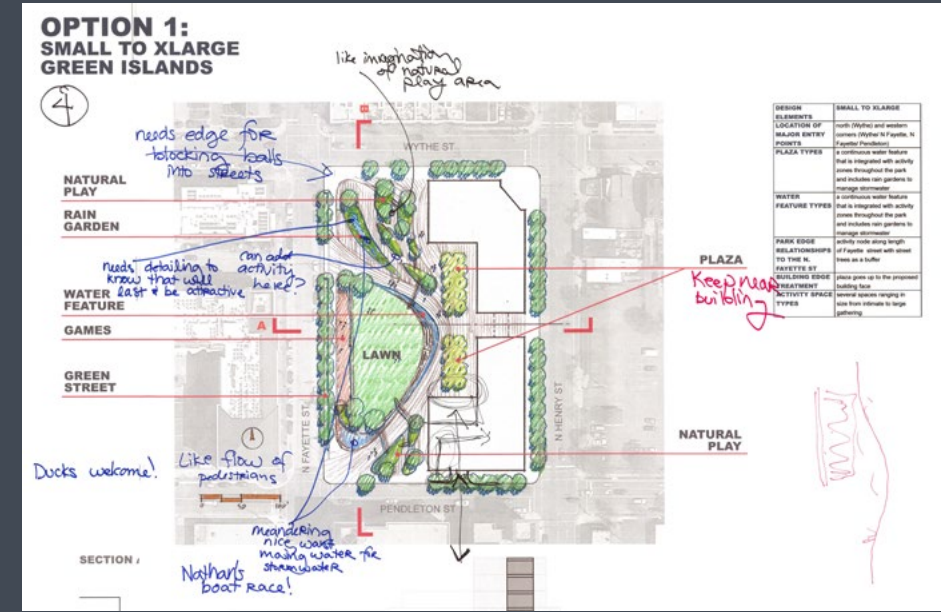 OPTION 1:
SMALL TO XLARGE
GREEN ISLANDS
4
like imagination
of natural
play area
needs edge for
blocking balls
into streets
WYTHE ST.
NATURAL
PLAY
RAIN
GARDEN
needs detailing to
know that will
last & be attractive
can add
activity
here?
WATER
FEATURE
GAMES
GREEN
STREET
A
LAWN
N FAYETTE ST.
N HENRY ST
PLAZA
Keep near
building
NATURAL
PLAY
Ducks welcome!
Like flow of
pedestrians
PENDLETON ST
meandering
nice
moving water for
stormwater
Nathan's
boat race!
SECTION
DESIGN
ELEMENTS
SMALL TO XLARGE
LOCATION OF
MAJOR ENTRY
POINTS
north (Wythe) and western
corners (Wythe/ N Fayette, N
Fayette/ Pendleton)
PLAZA TYPES
a continuous water feature
that is integrated with activity
zones throughout the park
and includes rain gardens to
manage stormwater
WATER
FEATURE TYPES
a continuous water feature
that is integrated with activity
zones throughout the park
and includes rain gardens to
manage stormwater
PARK EDGE
RELATIONSHIPS
TO THE N.
FAYETTE ST
activity node along length
of Fayette street with street
trees as a buffer
BUILDING EDGE
TREATMENT
plaza goes up to the proposed
building face
ACTIVITY SPACE
TYPES
several spaces ranging in
size from intimate to large
gathering